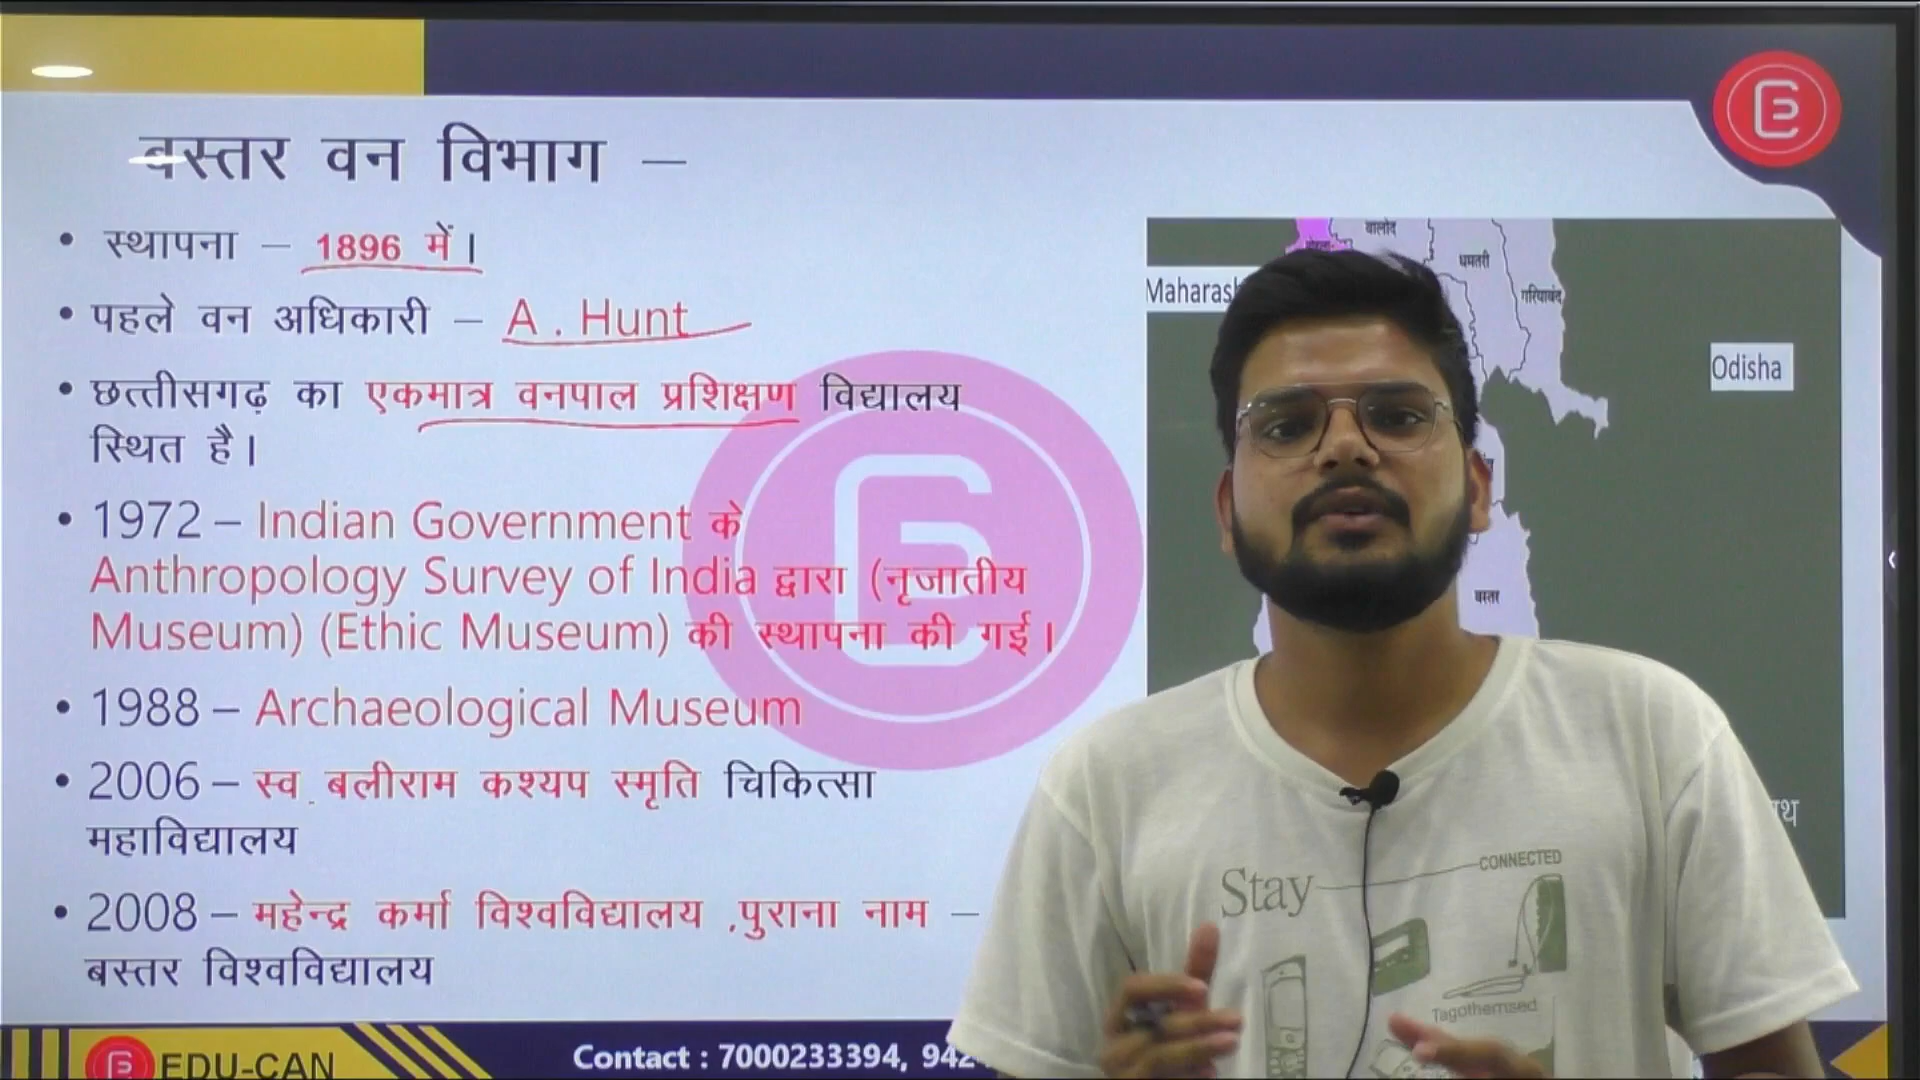 बस्तर वन विभाग –
• स्थापना – 1896 में।
• पहले वन अधिकारी – A . Hunt
• छत्तीसगढ़ का एकमात्र वनपाल प्रशिक्षण विद्यालय
स्थित है।
• 1972 – Indian Government के
Anthropology Survey of India द्वारा (नृजातीय
Museum) (Ethic Museum) की स्थापना की गई।
• 1988 – Archaeological Museum
• 2006 – स्व. बलीराम कश्यप स्मृति चिकित्सा
महाविद्यालय
• 2008 – महेन्द्र कर्मा विश्वविद्यालय ,पुराना नाम –
बस्तर विश्वविद्यालय
बालोद
धमतरी
गरियाबंद
Odisha
बस्तर
Stay CONNECTED
Tagothernsed
EDU-CAN
Contact : 7000233394,